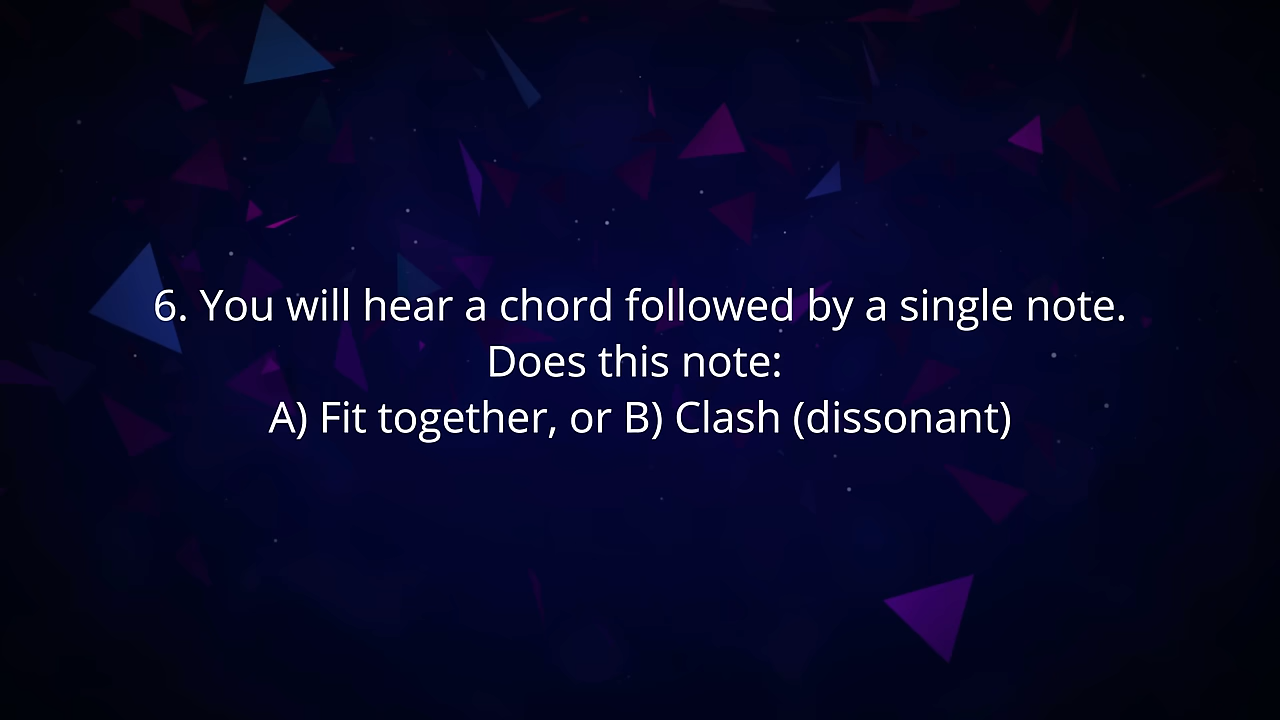 6. You will hear a chord followed by a single note.
Does this note:
A) Fit together, or B) Clash (dissonant)